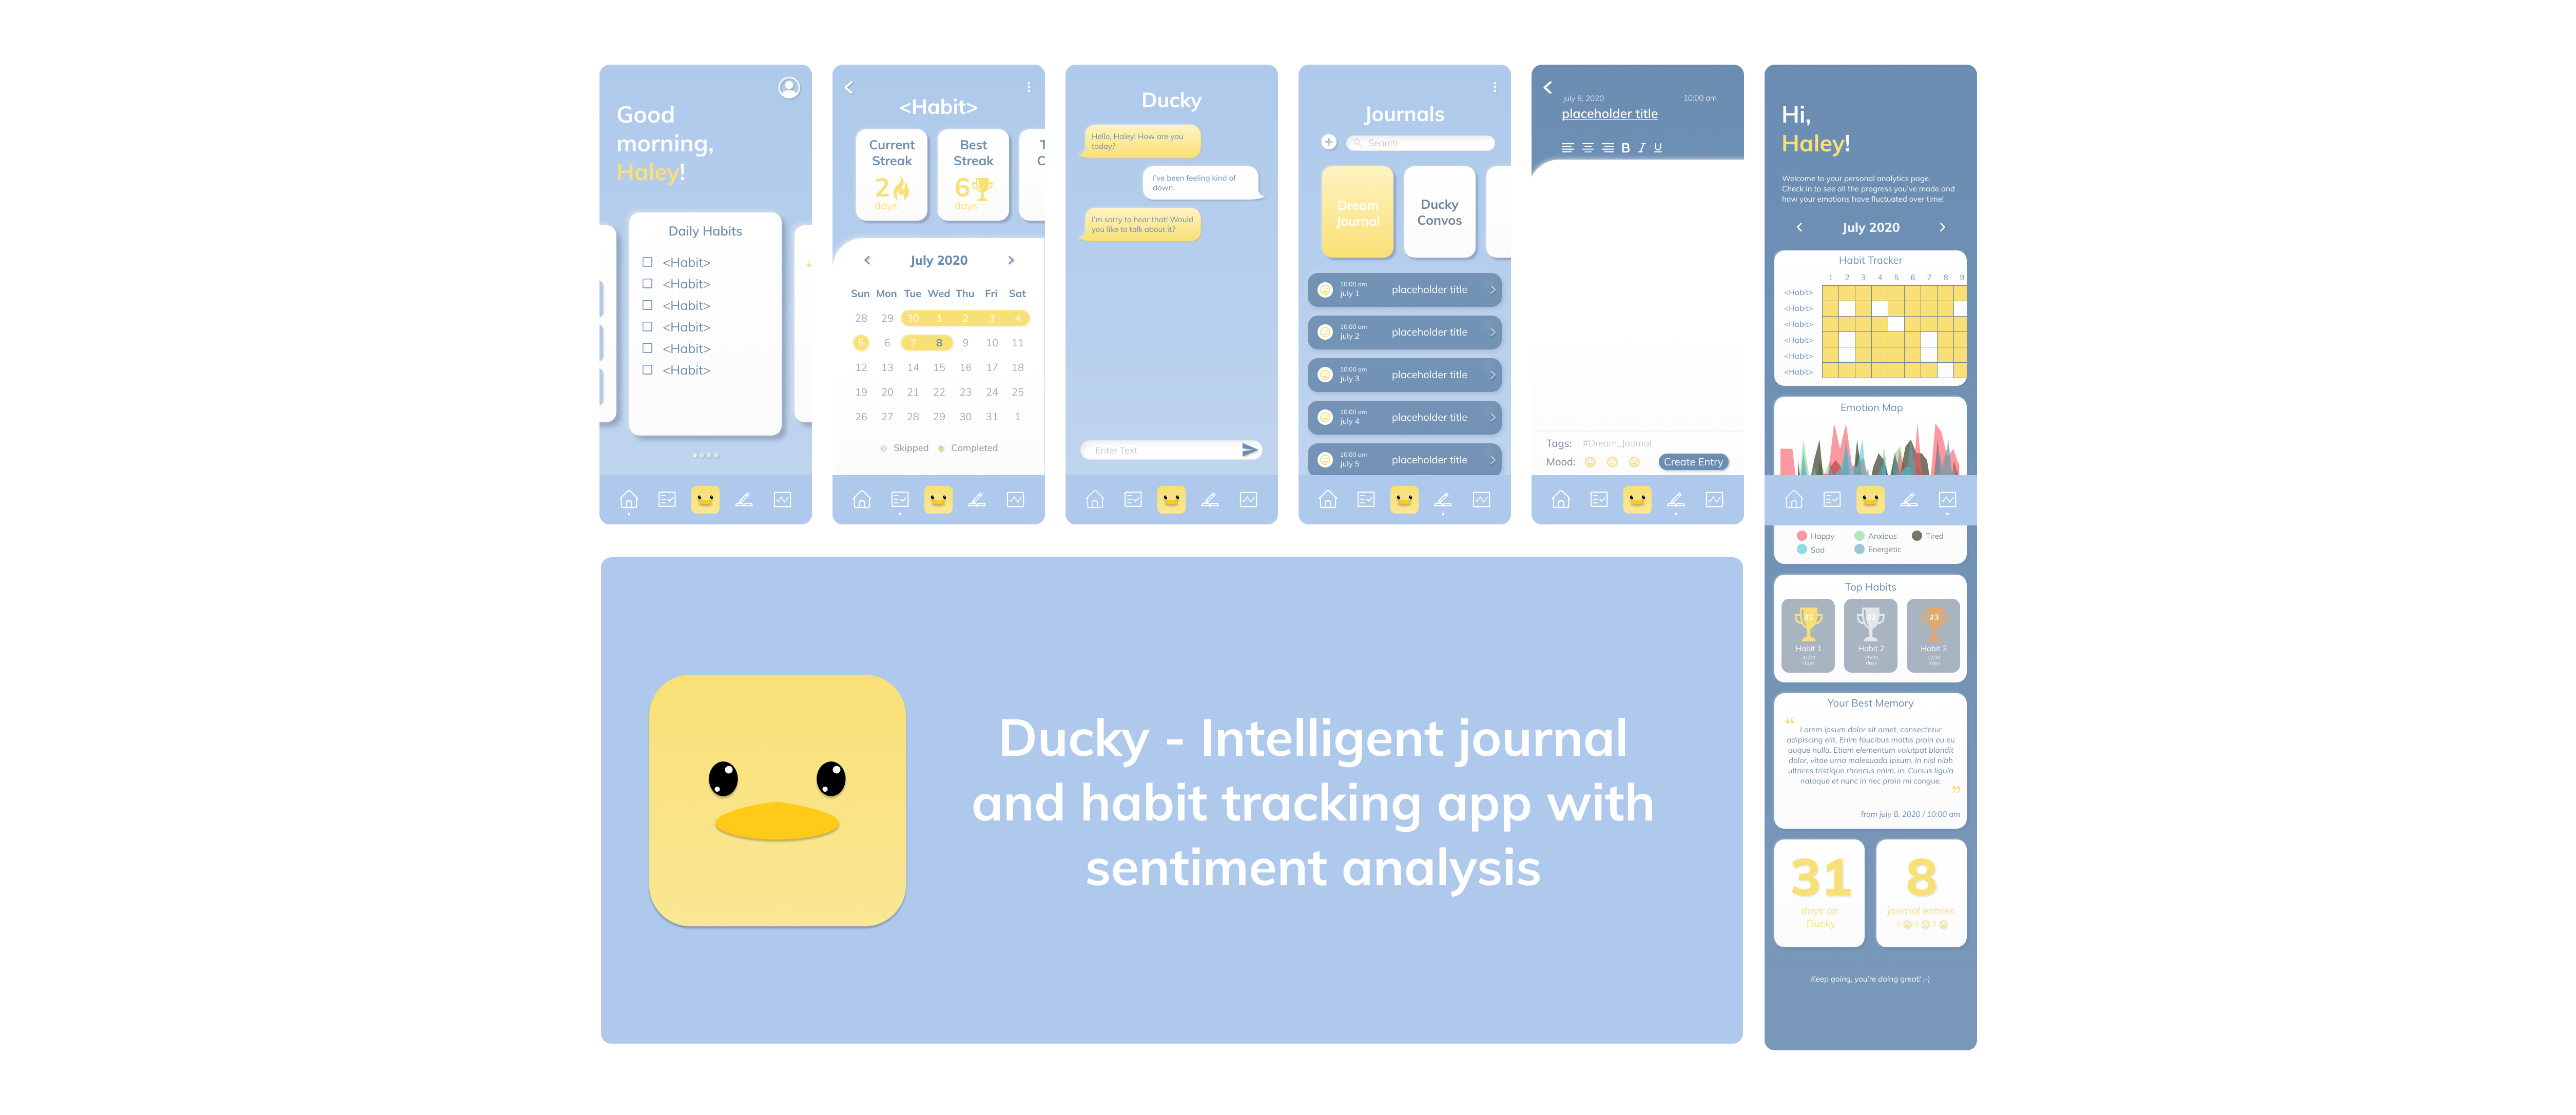 Good
morning,
Haley!
Daily Habits
<Habit>
<Habit>
<Habit>
<Habit>
<Habit>
<Habit>
<Habit>
Current
Streak
2
days
Best
Streak
6
days
T
C
July 2020
Sun Mon Tue Wed Thu Fri Sat
28 29 30 1 2 3 4
5 6 7 8 9 10 11
12 13 14 15 16 17 18
19 20 21 22 23 24 25
26 27 28 29 30 31 1
Skipped Completed
Ducky
Hello, Haley! How are you
today?
I've been feeling kind of
down.
I'm sorry to hear that! Would
you like to talk about it?
Enter Text
Journals
Search
Dream
Journal
Ducky
Convos
10:00 am
july 1
placeholder title
10:00 am
july 2
placeholder title
10:00 am
july 3
placeholder title
10:00 am
july 4
placeholder title
10:00 am
july 5
placeholder title
july 8, 2020 10:00 am
placeholder title
B I U
Tags: #Dream_Journal
Mood: Create Entry
Hi,
Haley!
Welcome to your personal analytics page.
Check in to see all the progress you've made and
how your emotions have fluctuated over time!
July 2020
Habit Tracker
1 2 3 4 5 6 7 8 9
<Habit>
<Habit>
<Habit>
<Habit>
<Habit>
<Habit>
Emotion Map
Happy Anxious Tired
Sad Energetic
Top Habits
#1 #2 #3
Habit 1 Habit 2 Habit 3
31/31 17/31
days days days
Your Best Memory
“
Lorem ipsum dolor sit amet, consectetur
adipiscing elit. Enim faucibus mattis proin eu eu
augue nulla. Etiam elementum volutpat blandit
dolor, vitae urna malesuada ipsum. In nisl nibh
ultrices tristique rhoncus enim, in. Cursus ligula
natoque et nunc in nec proin mi congue.
”
from july 8, 2020 / 10:00 am
31
days on
Ducky
8
journal entries
3 3 2
Keep going, you're doing great! :-)
Ducky - Intelligent journal
and habit tracking app with
sentiment analysis